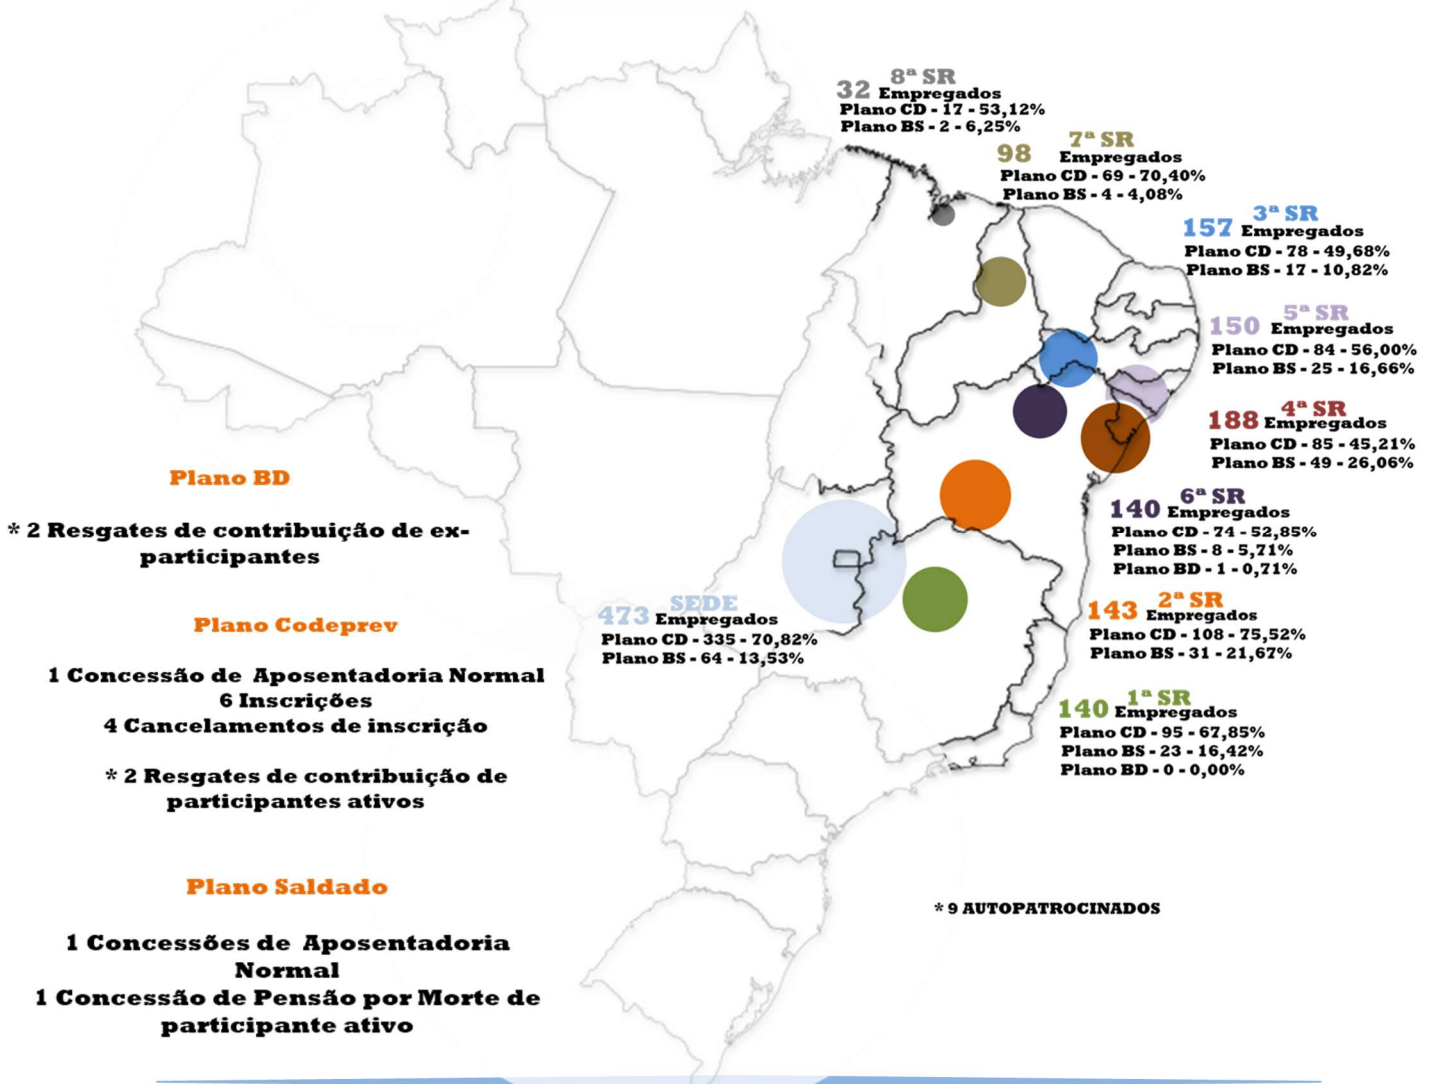 8ª SR
32 Empregados
Plano CD - 17 - 53,12%
Plano BS - 2 - 6,25%
7ª SR
98 Empregados
Plano CD - 69 - 70,40%
Plano BS - 4 - 4,08%
3ª SR
157 Empregados
Plano CD - 78 - 49,68%
Plano BS - 17 - 10,82%
5ª SR
150 Empregados
Plano CD - 84 - 56,00%
Plano BS - 25 - 16,66%
4ª SR
188 Empregados
Plano CD - 85 - 45,21%
Plano BS - 49 - 26,06%
6ª SR
140 Empregados
Plano CD - 74 - 52,85%
Plano BS - 8 - 5,71%
Plano BD - 1 - 0,71%
2ª SR
143 Empregados
Plano CD - 108 - 75,52%
Plano BS - 31 - 21,67%
1ª SR
140 Empregados
Plano CD - 95 - 67,85%
Plano BS - 23 - 16,42%
Plano BD - 0 - 0,00%
SEDE
473 Empregados
Plano CD - 335 - 70,82%
Plano BS - 64 - 13,53%
Plano BD
* 2 Resgates de contribuição de ex-
participantes
Plano Codeprev
1 Concessão de Aposentadoria Normal
6 Inscrições
4 Cancelamentos de inscrição
* 2 Resgates de contribuição de
participantes ativos
Plano Saldado
1 Concessões de Aposentadoria
Normal
1 Concessão de Pensão por Morte de
participante ativo
* 9 AUTOPATROCINADOS